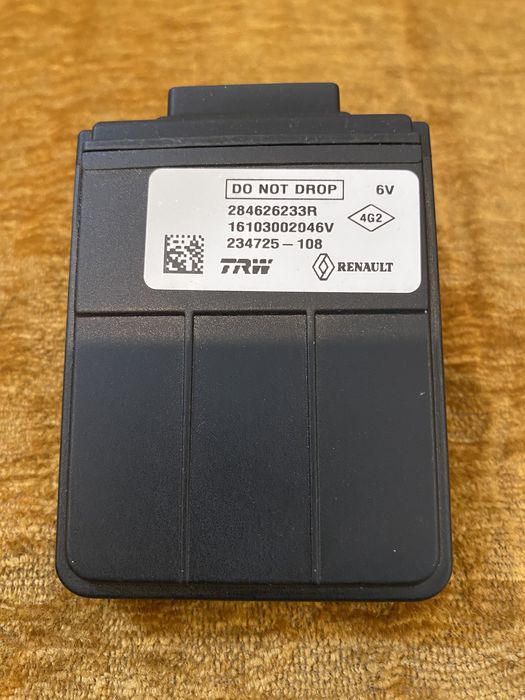 DO NOT DROP 6V
284626233R
16103002046V 4G2
234725-108
TRW RENAULT